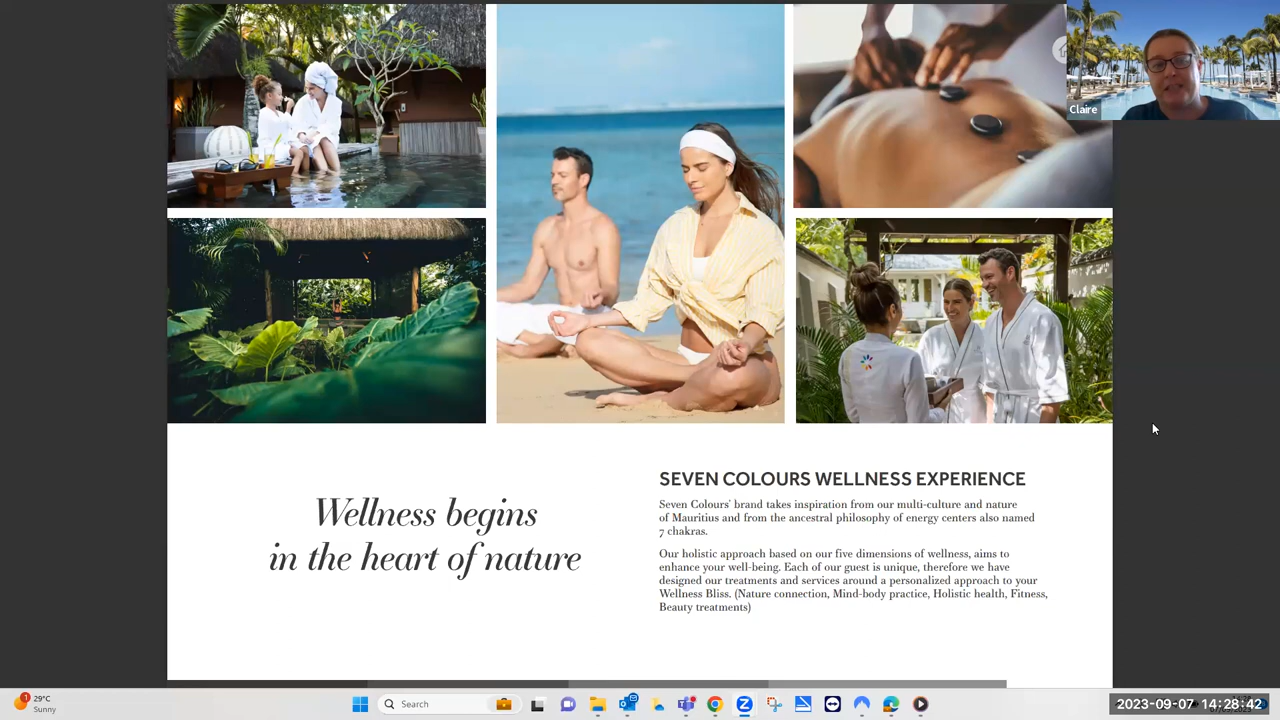 Claire
Wellness begins
in the heart of nature
SEVEN COLOURS WELLNESS EXPERIENCE
Seven Colours' brand takes inspiration from our multi-culture and nature
of Mauritius and from the ancestral philosophy of energy centers also named
7 chakras.
Our holistic approach based on our five dimensions of wellness, aims to
enhance your well-being. Each of our guest is unique, therefore we have
designed our treatments and services around a personalized approach to your
Wellness Bliss. (Nature connection, Mind-body practice, Holistic health, Fitness,
Beauty treatments)
1
29°C
Sunny
Search
2023-09-07 14:28:42